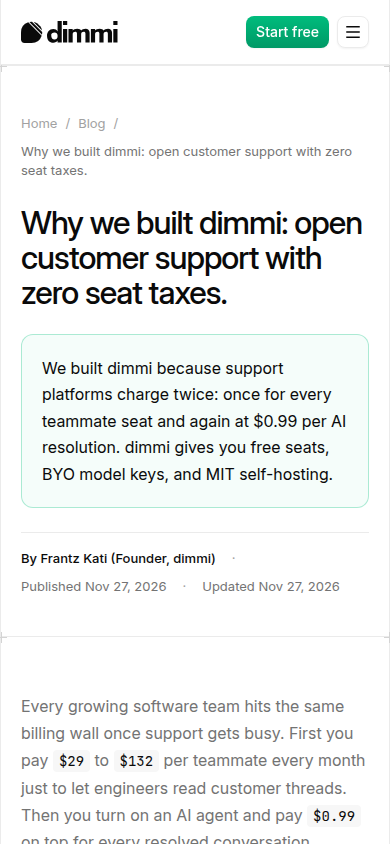 dimmi
Start free
Home / Blog /
Why we built dimmi: open customer support with zero
seat taxes.
Why we built dimmi: open
customer support with
zero seat taxes.
We built dimmi because support
platforms charge twice: once for every
teammate seat and again at $0.99 per AI
resolution. dimmi gives you free seats,
BYO model keys, and MIT self-hosting.
By Frantz Kati (Founder, dimmi) ·
Published Nov 27, 2026 · Updated Nov 27, 2026
Every growing software team hits the same
billing wall once support gets busy. First you
pay $29 to $132 per teammate every month
just to let engineers read customer threads.
Then you turn on an AI agent and pay $0.99
on top for every resolved conversation.